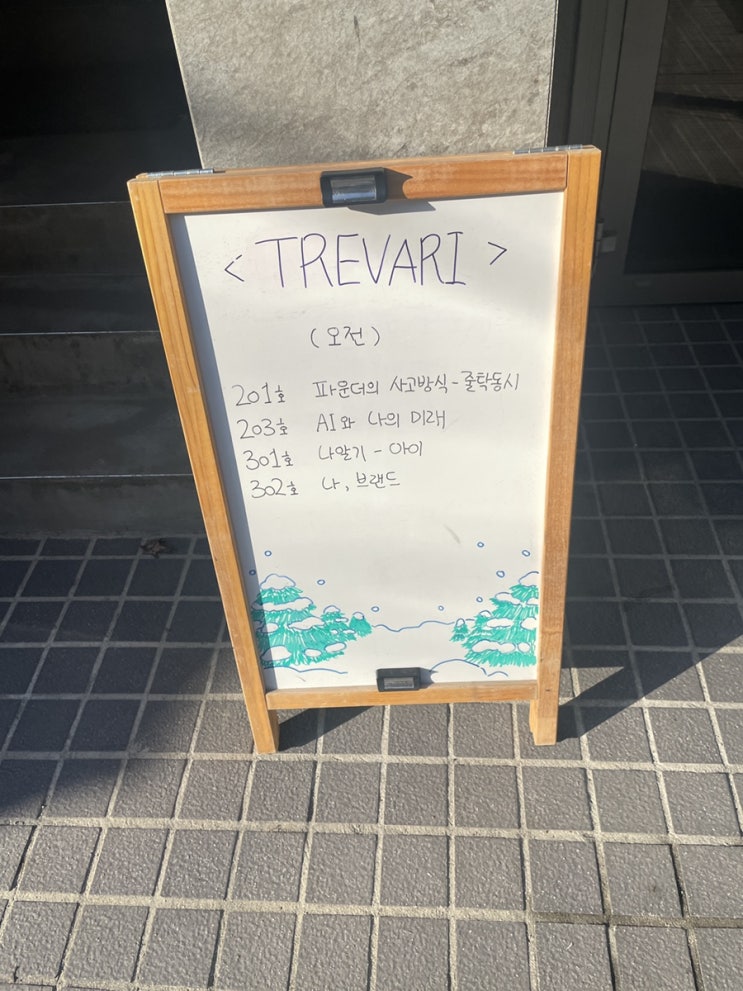 < TREVARI >
(오전)
201호 파운더의 사고방식-줄탁동시
203호 AI와 나의 미래
301호 나알기 - 아이
302호 나, 브랜드